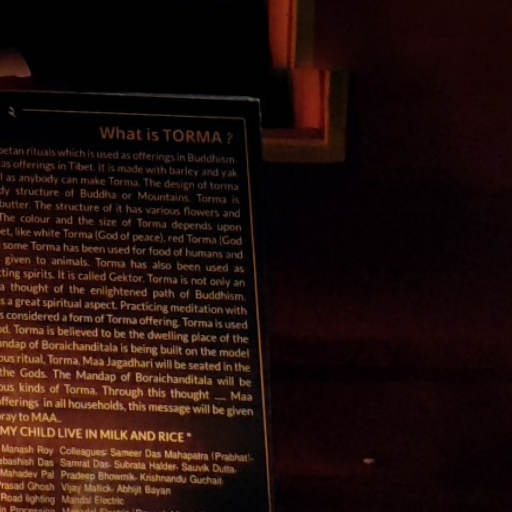 What is TORMA ?
betan rituals which is used as offerings in Buddhism.
as offerings in Tibet. It is made with barley and yak
l as anybody can make Torma. The design of torma
dy structure of Buddha or Mountains. Torma is
butter. The structure of it has various flowers and
The colour and the size of Torma depends upon
et, like white Torma (God of peace), red Torma (God
some Torma has been used for food of humans and
given to animals. Torma has also been used as
ting spirits. It is called Gektor. Torma is not only an
a thought of the enlightened path of Buddhism.
s a great spiritual aspect. Practicing meditation with
s considered a form of Torma offering. Torma is used
od. Torma is believed to be the dwelling place of the
andap of Boraichanditala is being built on the model
ous ritual, Torma. Maa Jagadhari will be seated in the
the Gods. The Mandap of Boraichanditala will be
ous kinds of Torma. Through this thought __ Maa
fferings in all households, this message will be given
pray to MAA..
MY CHILD LIVE IN MILK AND RICE "
Manash Roy Colleagues: Sameer Das Mahapatra (Prabhat)-
ebashish Das Samrat Das- Subrata Halder- Sauvik Dutta-
Mahadev Pal Pradeep Bhowmik- Krishnandu Guchait
Prasad Ghosh Vijay Malick- Abhijit Bayan
Road lighting Mandal Electric